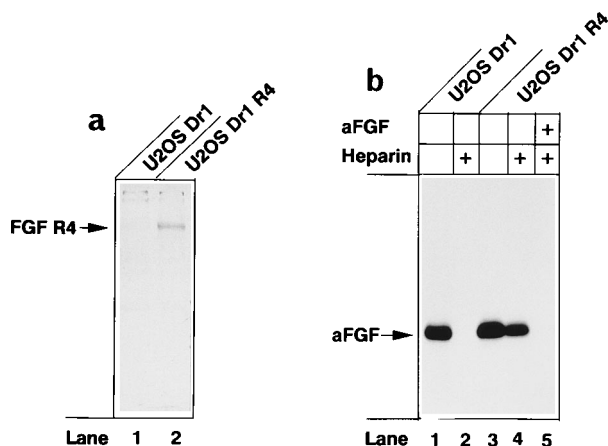 a
U2OS Dr1
U2OS Dr1 R4
FGF R4
Lane 1 2
b
U2OS Dr1
U2OS Dr1 R4
aFGF +
Heparin + + +
aFGF
Lane 1 2 3 4 5